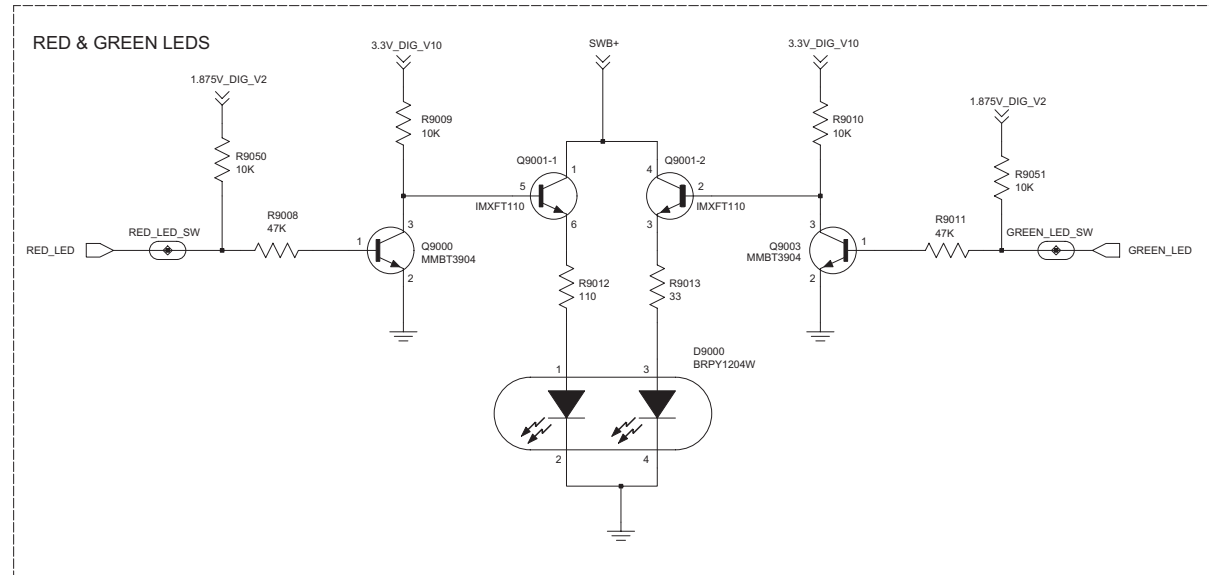 RED & GREEN LEDS
3.3V_DIG_V10
SWB+
3.3V_DIG_V10
1.875V_DIG_V2
1.875V_DIG_V2
R9009
10K
R9010
10K
R9050
10K
Q9001-1
1
5
IMXFT110
6
Q9001-2
4
2
IMXFT110
3
R9051
10K
RED_LED
RED_LED_SW
R9008
47K
1
3
Q9000
MMBT3904
2
3
Q9003
MMBT3904
1
2
R9011
47K
GREEN_LED_SW
GREEN_LED
R9012
110
R9013
33
D9000
BRPY1204W
1
3
2
4